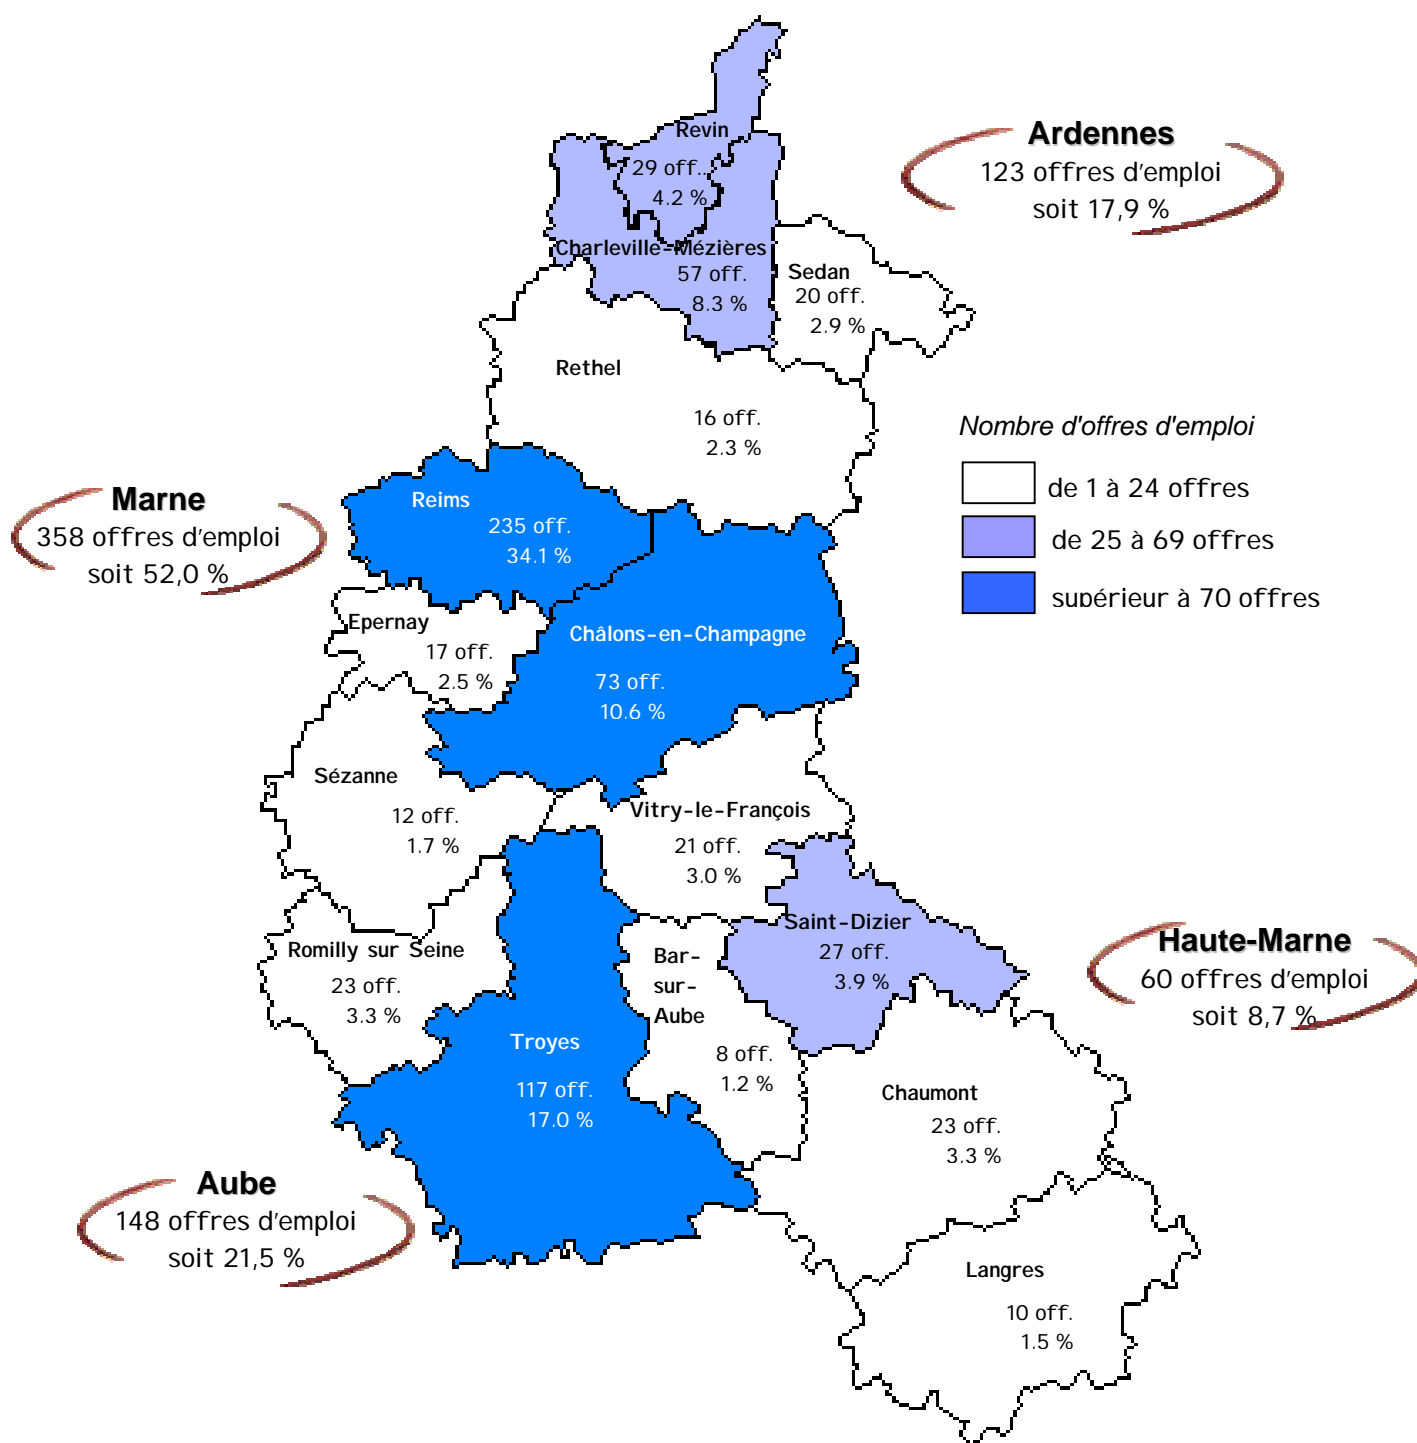 Revin
29 off.
4.2 %
Ardennes
123 offres d'emploi
soit 17,9 %
Charleville-Mézières
57 off.
8.3 %
Sedan
20 off.
2.9 %
Rethel
16 off.
2.3 %
Nombre d'offres d'emploi
de 1 à 24 offres
de 25 à 69 offres
supérieur à 70 offres
Marne
358 offres d'emploi
soit 52,0 %
Reims
235 off.
34.1 %
Epernay
17 off.
2.5 %
Châlons-en-Champagne
73 off.
10.6 %
Sézanne
12 off.
1.7 %
Vitry-le-François
21 off.
3.0 %
Romilly sur Seine
23 off.
3.3 %
Bar-
sur-
Aube
8 off.
1.2 %
Saint-Dizier
27 off.
3.9 %
Haute-Marne
60 offres d'emploi
soit 8,7 %
Troyes
117 off.
17.0 %
Chaumont
23 off.
3.3 %
Aube
148 offres d'emploi
soit 21,5 %
Langres
10 off.
1.5 %